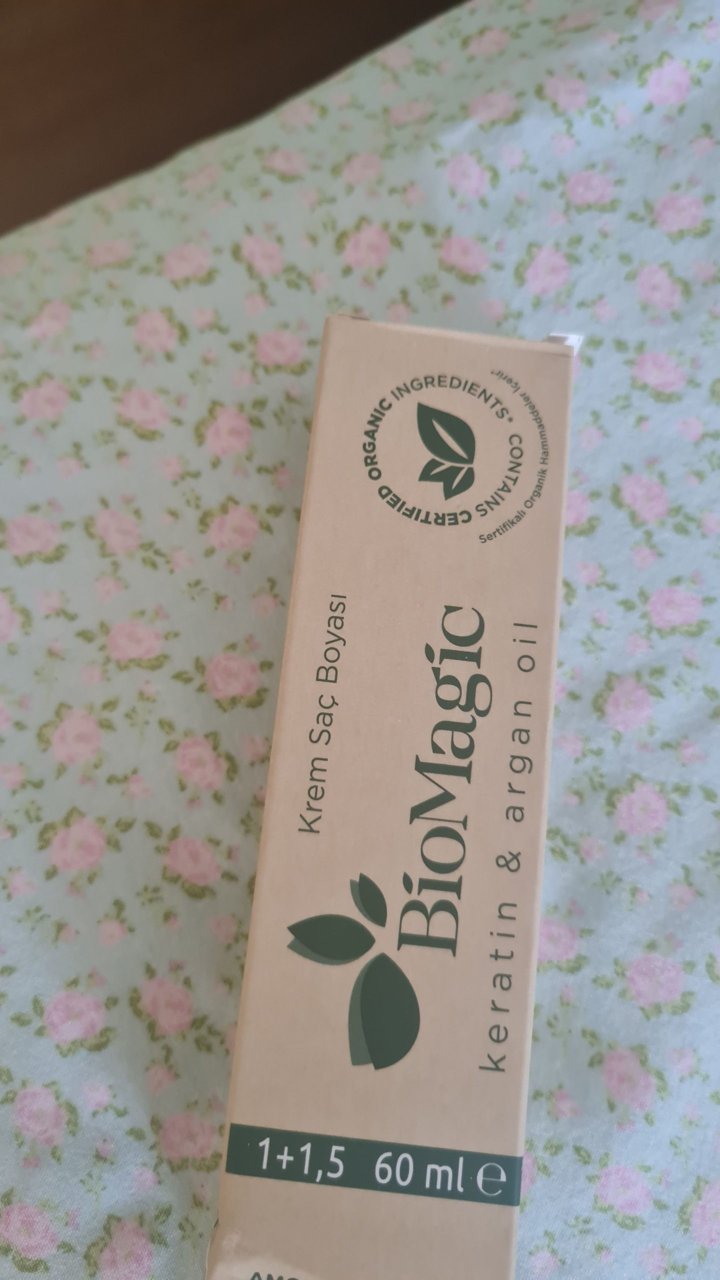 CONTAINS CERTIFIED ORGANIC INGREDIENTS*
Sertifikalı Organik Hammaddeler İçerir*
Krem Saç Boyası
BioMagic
keratin & argan oil
1+1,5 60 ml e